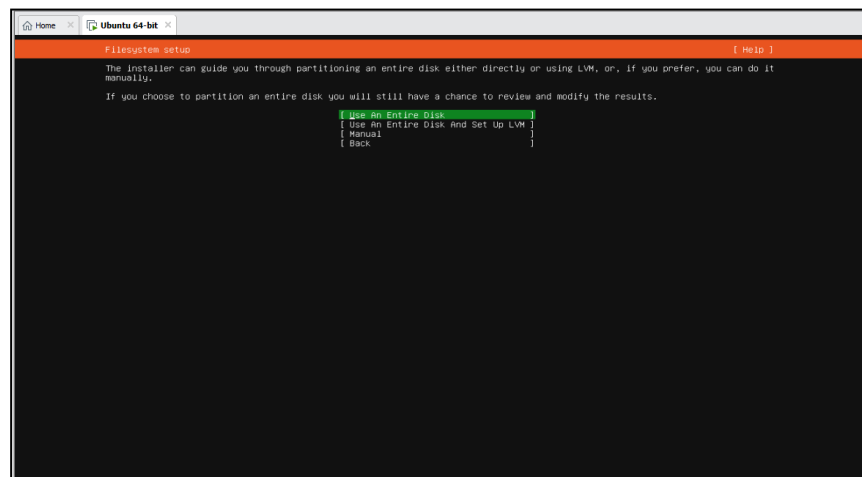 Home × Ubuntu 64-bit ×
Filesystem setup [ Help ]
The installer can guide you through partitioning an entire disk either directly or using LVM, or, if you prefer, you can do it
manually.
If you choose to partition an entire disk you will still have a chance to review and modify the results.
[ Use An Entire Disk ]
[ Use An Entire Disk And Set Up LVM ]
[ Manual ]
[ Back ]